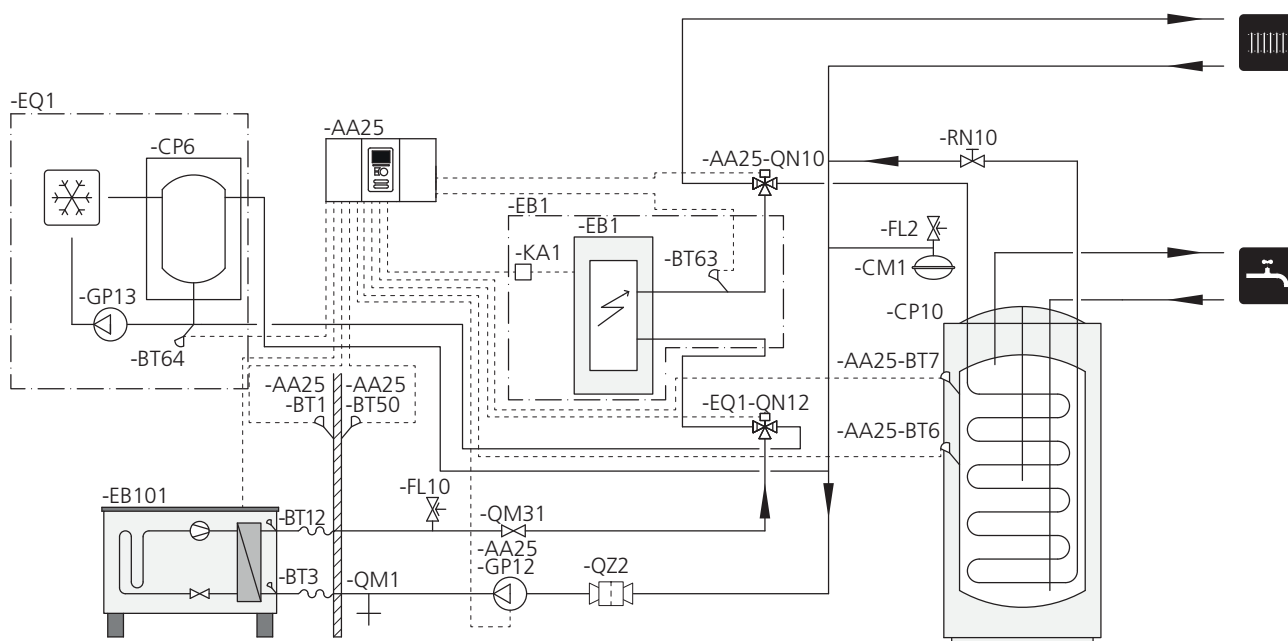 -EQ1
-CP6
-AA25
-RN10
-AA25-QN10
-EB1
-EB1
-FL2
-KA1
-BT63
-CM1
-GP13
-CP10
-BT64
-AA25-BT7
-AA25
-BT1
-AA25
-BT50
-EQ1-QN12
-AA25-BT6
-EB101
-FL10
-BT12
-QM31
-AA25
-GP12
-BT3
-QM1
-QZ2